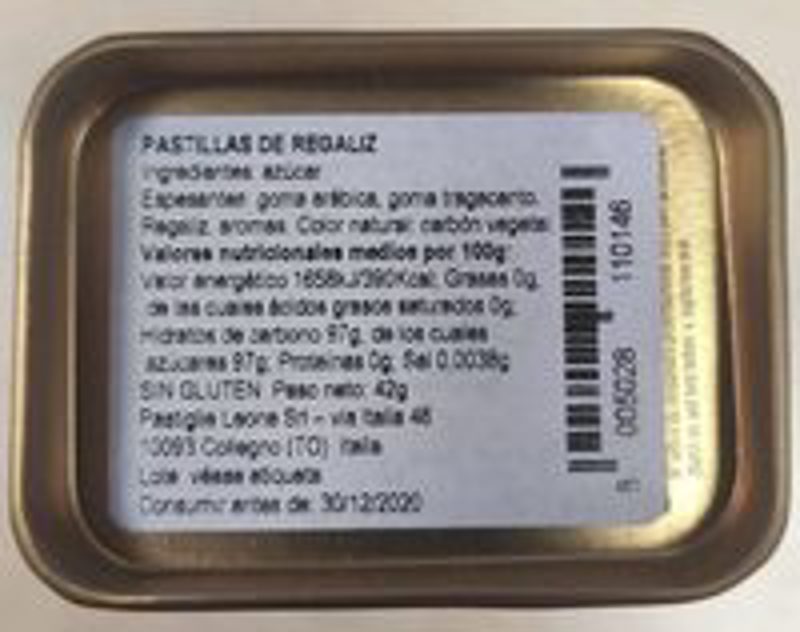 PASTILLAS DE REGALIZ
Ingredientes: azúcar
Espesantes: goma arábica, goma tragacanto.
Regaliz, aromas. Color natural: carbón vegetal
Valores nutricionales medios por 100g:
Valor energético 1658kJ/390Kcal; Grasas 0g,
de las cuales ácidos grasos saturados 0g;
Hidratos de carbono 97g, de los cuales
azúcares 97g; Proteínas 0g; Sal 0,0038g
SIN GLUTEN Peso neto: 42g
Pastiglie Leone Srl - via Italia 46
10093 Collegno (TO) Italia
Lote: véase etiqueta
Consumir antes de: 30/12/2020
005028 110146